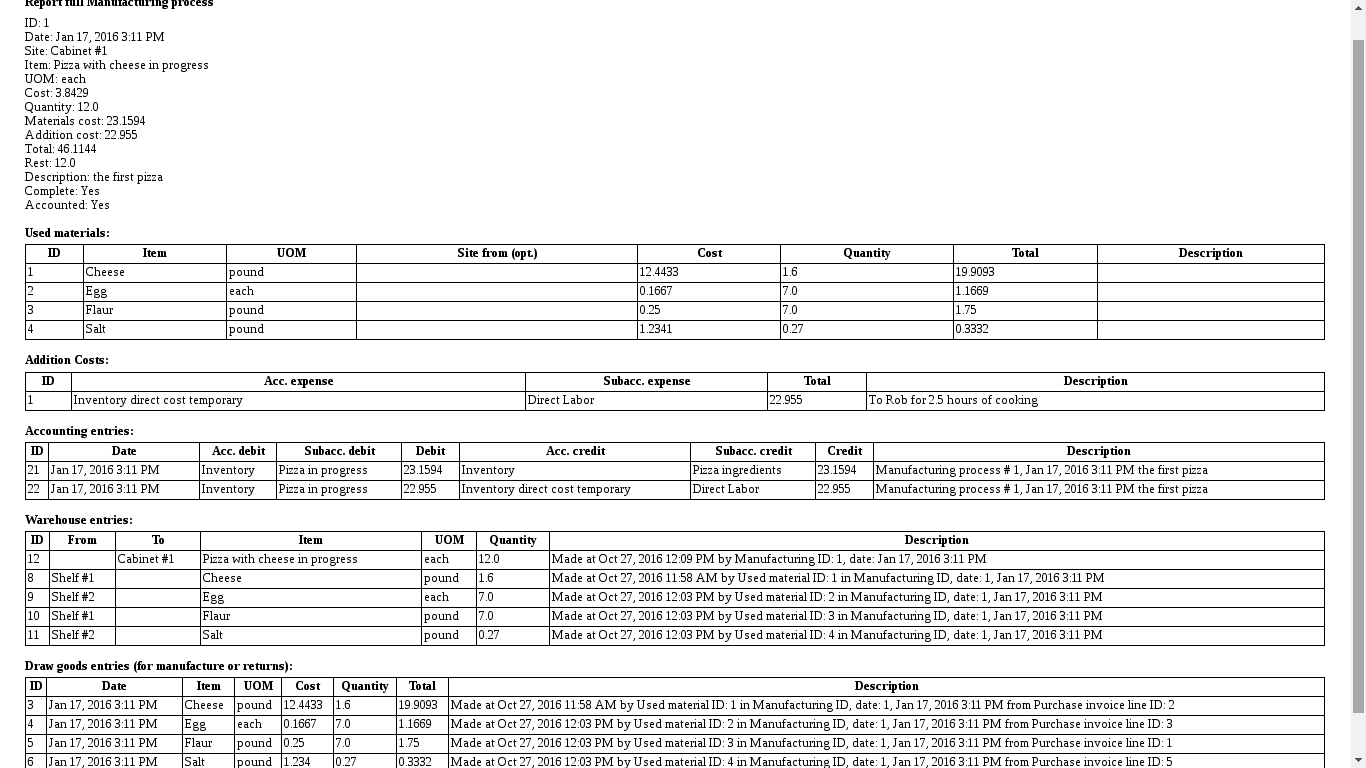 Report full Manufacturing process
ID: 1
Date: Jan 17, 2016 3:11 PM
Site: Cabinet #1
Item: Pizza with cheese in progress
UOM: each
Cost: 3.8429
Quantity: 12.0
Materials cost: 23.1594
Addition cost: 22.955
Total: 46.1144
Rest: 12.0
Description: the first pizza
Complete: Yes
Accounted: Yes
Used materials:
ID Item UOM Site from (opt.) Cost Quantity Total Description
1 Cheese pound 12.4433 1.6 19.9093
2 Egg each 0.1667 7.0 1.1669
3 Flaur pound 0.25 7.0 1.75
4 Salt pound 1.2341 0.27 0.3332
Addition Costs:
ID Acc. expense Subacc. expense Total Description
1 Inventory direct cost temporary Direct Labor 22.955 To Rob for 2.5 hours of cooking
Accounting entries:
ID Date Acc. debit Subacc. debit Debit Acc. credit Subacc. credit Credit Description
21 Jan 17, 2016 3:11 PM Inventory Pizza in progress 23.1594 Inventory Pizza ingredients 23.1594 Manufacturing process # 1, Jan 17, 2016 3:11 PM the first pizza
22 Jan 17, 2016 3:11 PM Inventory Pizza in progress 22.955 Inventory direct cost temporary Direct Labor 22.955 Manufacturing process # 1, Jan 17, 2016 3:11 PM the first pizza
Warehouse entries:
ID From To Item UOM Quantity Description
12 Cabinet #1 Pizza with cheese in progress each 12.0 Made at Oct 27, 2016 12:09 PM by Manufacturing ID: 1, date: Jan 17, 2016 3:11 PM
8 Shelf #1 Cheese pound 1.6 Made at Oct 27, 2016 11:58 AM by Used material ID: 1 in Manufacturing ID, date: 1, Jan 17, 2016 3:11 PM
9 Shelf #2 Egg each 7.0 Made at Oct 27, 2016 12:03 PM by Used material ID: 2 in Manufacturing ID, date: 1, Jan 17, 2016 3:11 PM
10 Shelf #1 Flaur pound 7.0 Made at Oct 27, 2016 12:03 PM by Used material ID: 3 in Manufacturing ID, date: 1, Jan 17, 2016 3:11 PM
11 Shelf #2 Salt pound 0.27 Made at Oct 27, 2016 12:03 PM by Used material ID: 4 in Manufacturing ID, date: 1, Jan 17, 2016 3:11 PM
Draw goods entries (for manufacture or returns):
ID Date Item UOM Cost Quantity Total Description
3 Jan 17, 2016 3:11 PM Cheese pound 12.4433 1.6 19.9093 Made at Oct 27, 2016 11:58 AM by Used material ID: 1 in Manufacturing ID, date: 1, Jan 17, 2016 3:11 PM from Purchase invoice line ID: 2
4 Jan 17, 2016 3:11 PM Egg each 0.1667 7.0 1.1669 Made at Oct 27, 2016 12:03 PM by Used material ID: 2 in Manufacturing ID, date: 1, Jan 17, 2016 3:11 PM from Purchase invoice line ID: 3
5 Jan 17, 2016 3:11 PM Flaur pound 0.25 7.0 1.75 Made at Oct 27, 2016 12:03 PM by Used material ID: 3 in Manufacturing ID, date: 1, Jan 17, 2016 3:11 PM from Purchase invoice line ID: 1
6 Jan 17, 2016 3:11 PM Salt pound 1.234 0.27 0.3332 Made at Oct 27, 2016 12:03 PM by Used material ID: 4 in Manufacturing ID, date: 1, Jan 17, 2016 3:11 PM from Purchase invoice line ID: 5